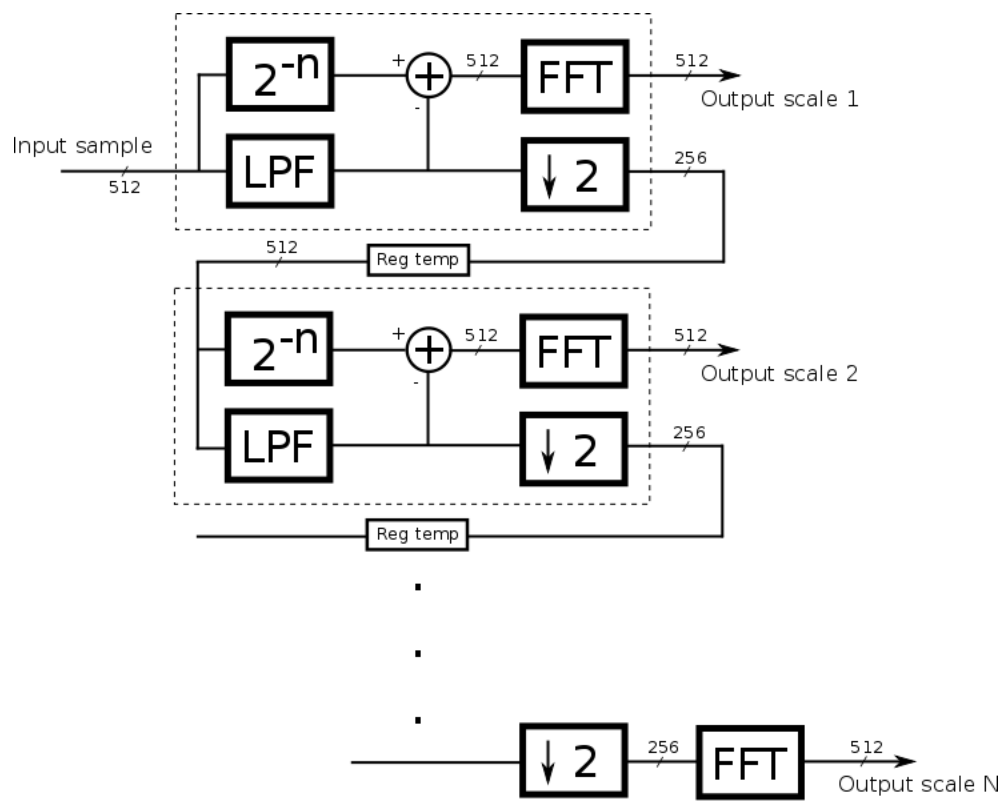 2⁻ⁿ
+
+
512
FFT
512
Output scale 1
Input sample
512
LPF
-
↓ 2
256
512
Reg temp
2⁻ⁿ
+
+
512
FFT
512
Output scale 2
LPF
-
↓ 2
256
Reg temp
.
.
.
↓ 2
256
FFT
512
Output scale N